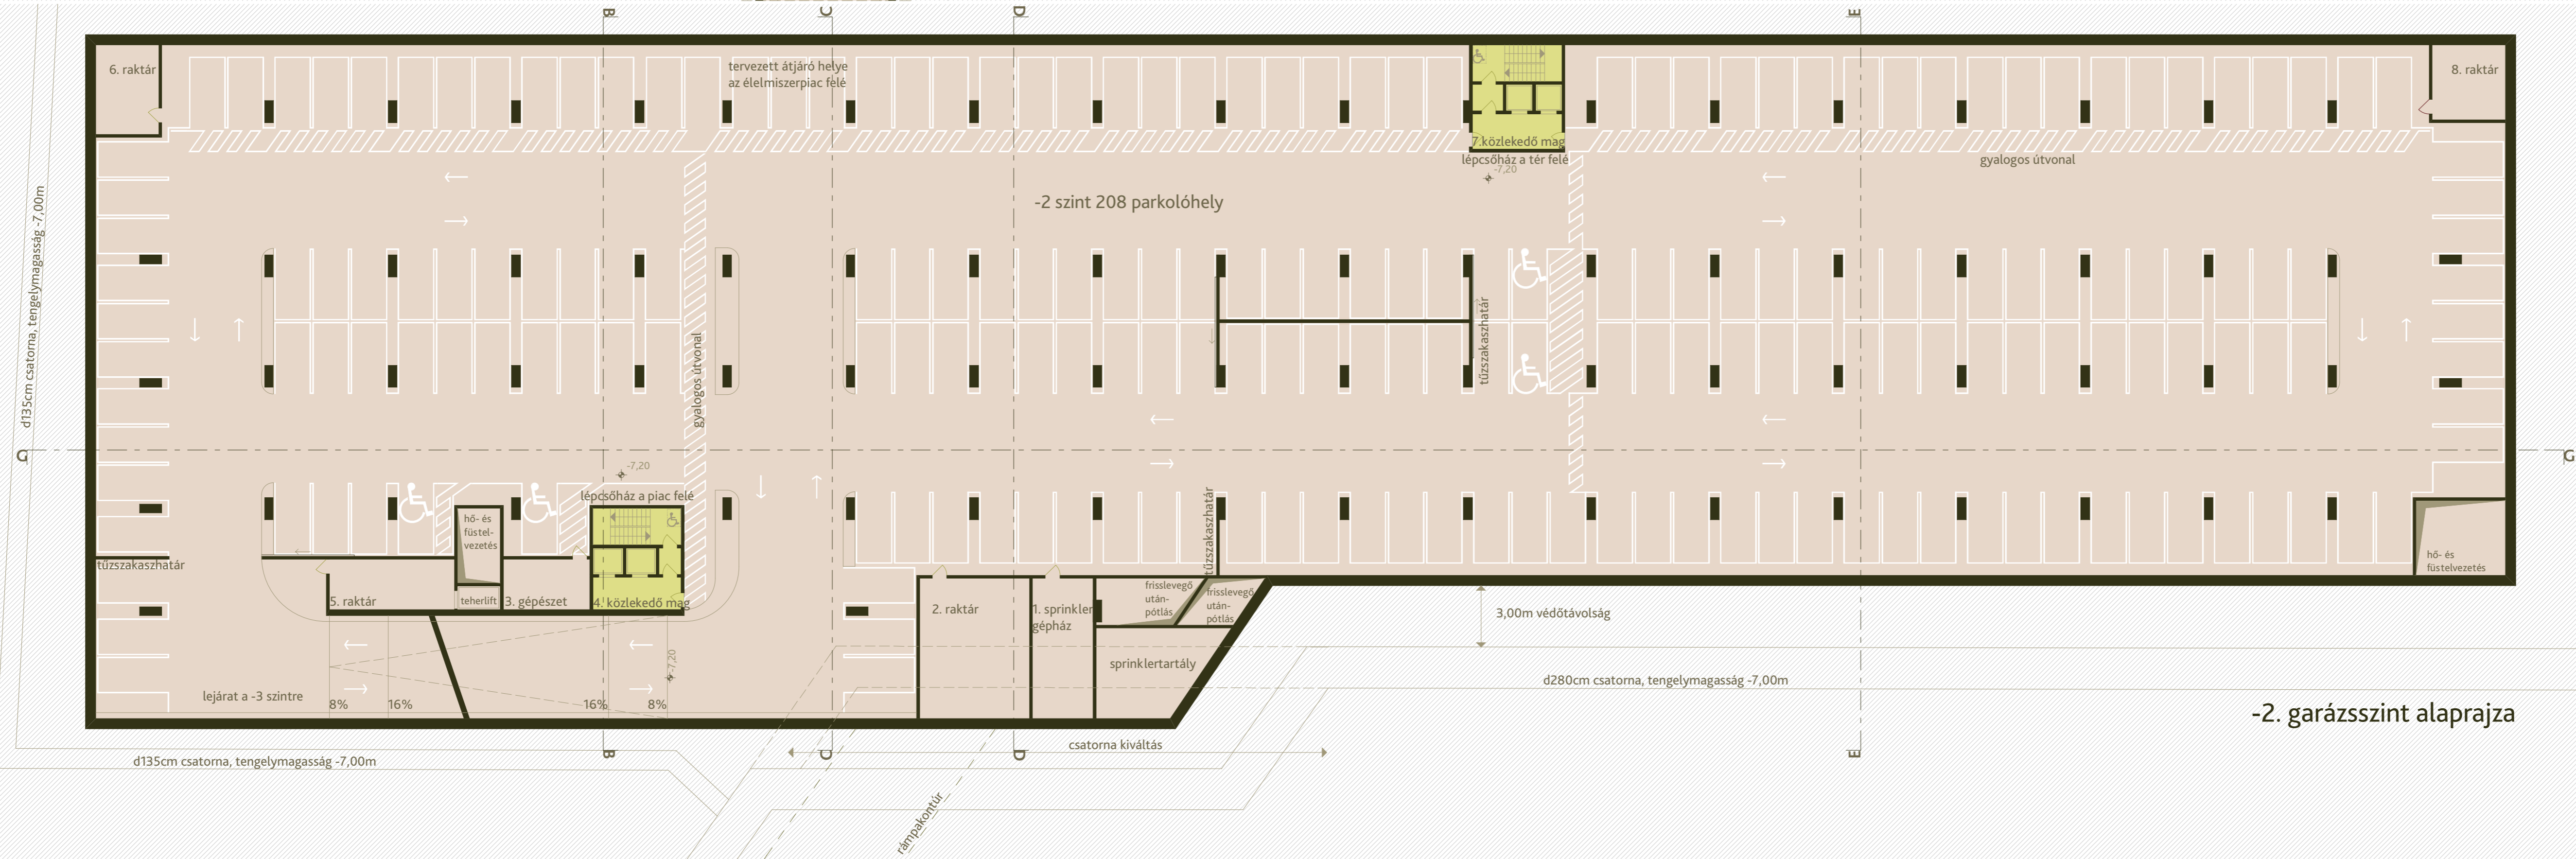 B
C
D
E
6. raktár
tervezett átjáró helye
az élelmiszerpiac felé
8. raktár
7.közlekedő mag
lépcsőház a tér felé
-7,20
gyalogos útvonal
-2 szint 208 parkolóhely
d135cm csatorna, tengelymagasság -7,00m
gyalogos útvonal
tűzszakaszhatár
G
G
-7,20
lépcsőház a piac felé
hő- és
füstel-
vezetés
tűzszakaszhatár
tűzszakaszhatár
hő- és
füstelvezetés
5. raktár
teherlift
3. gépészet
4. közlekedő mag
2. raktár
1. sprinkler
gépház
frisslevegő
után-
pótlás
frisslevegő
után-
pótlás
3,00m védőtávolság
sprinklertartály
-7,20
lejárat a -3 szintre
8%
16%
16%
8%
d280cm csatorna, tengelymagasság -7,00m
-2. garázsszint alaprajza
csatorna kiváltás
d135cm csatorna, tengelymagasság -7,00m
B
C
D
E
rámpakontúr